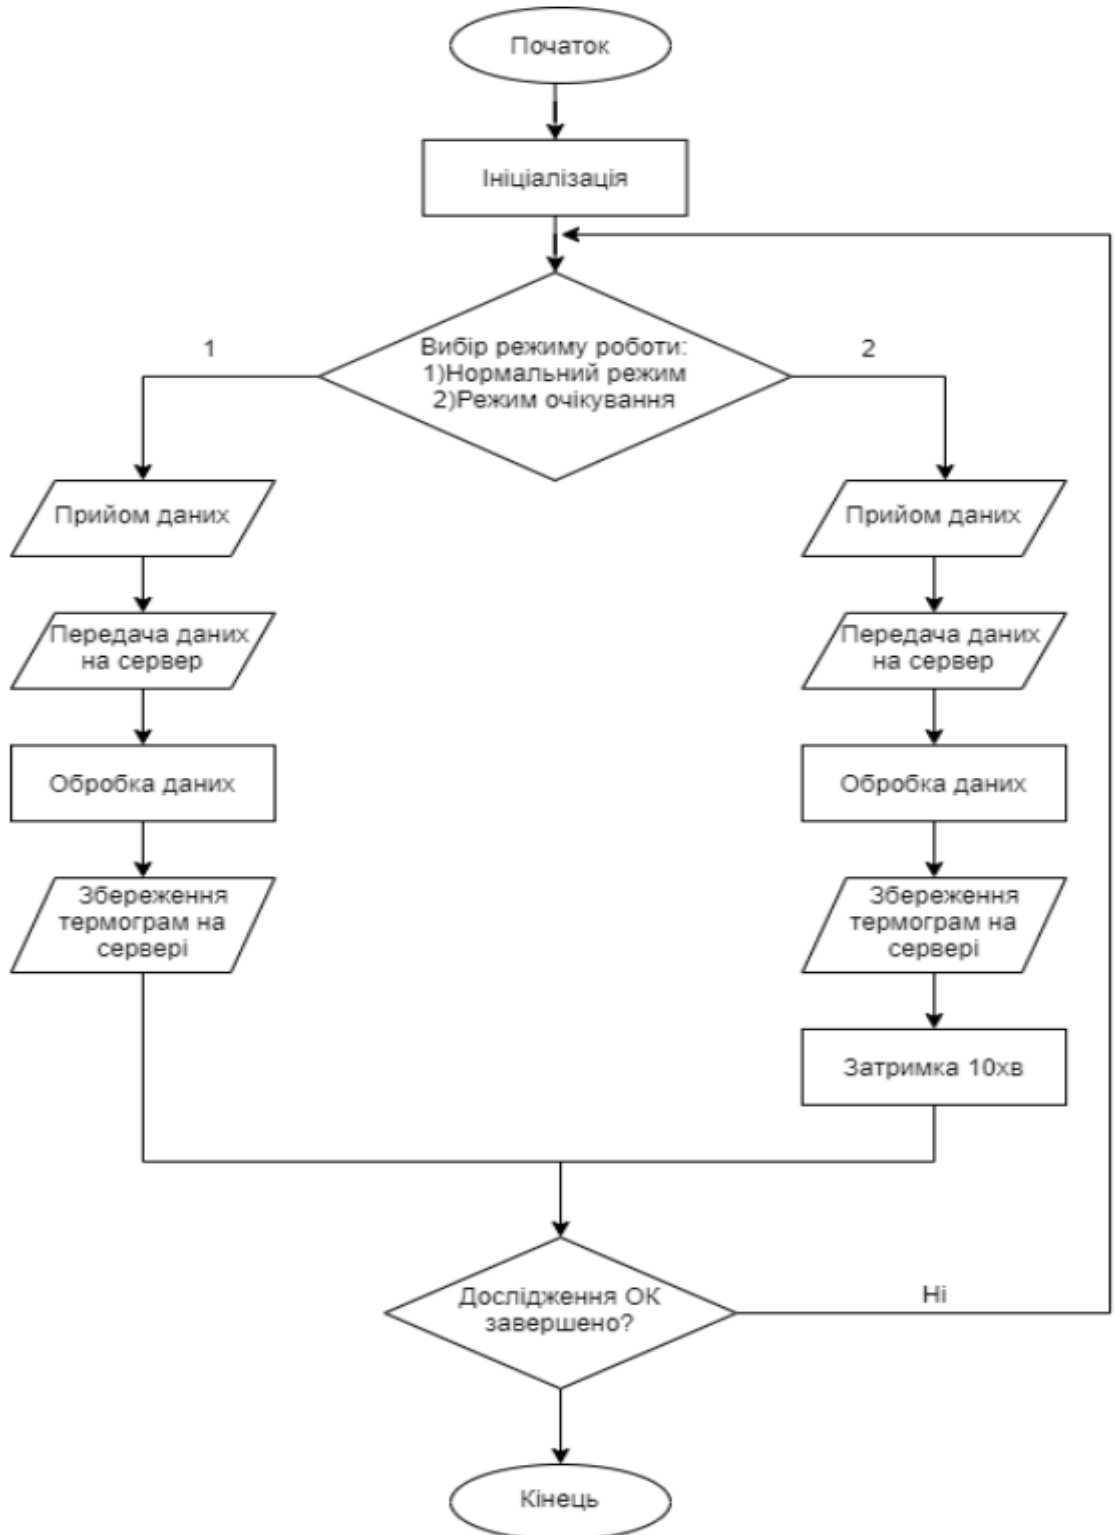 Початок
Ініціалізація
Вибір режиму роботи:
1)Нормальний режим
2)Режим очікування
1
2
Прийом даних
Передача даних
на сервер
Обробка даних
Збереження
термограм на
сервері
Прийом даних
Передача даних
на сервер
Обробка даних
Збереження
термограм на
сервері
Затримка 10хв
Дослідження ОК
завершено?
Ні
Кінець